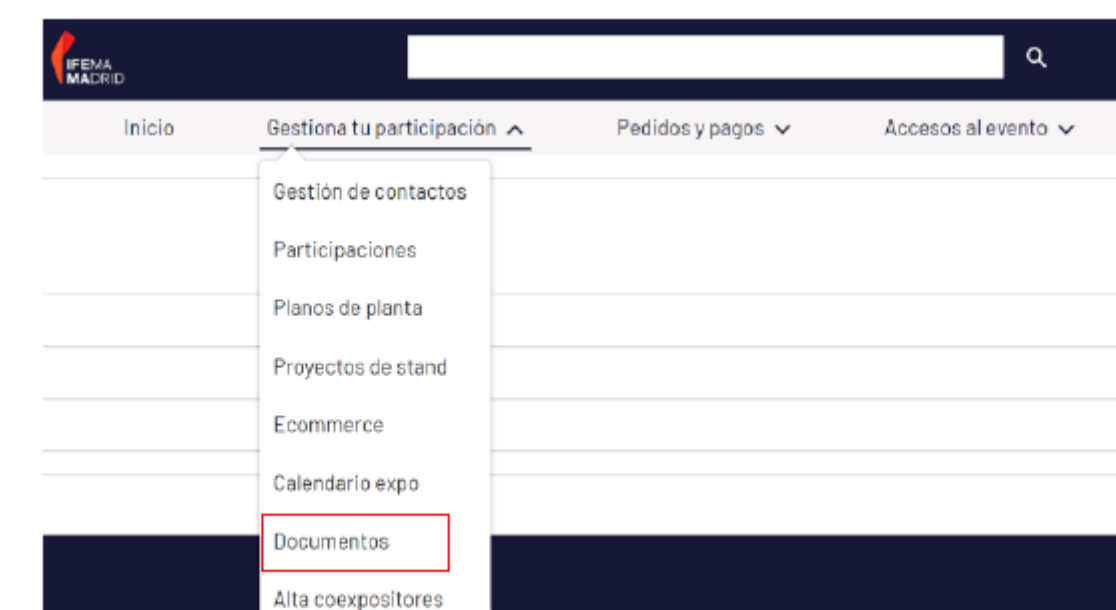 IFEMA
MADRID
Inicio Gestiona tu participación Pedidos y pagos Accesos al evento
Gestión de contactos
Participaciones
Planos de planta
Proyectos de stand
Ecommerce
Calendario expo
Documentos
Alta coexpositores